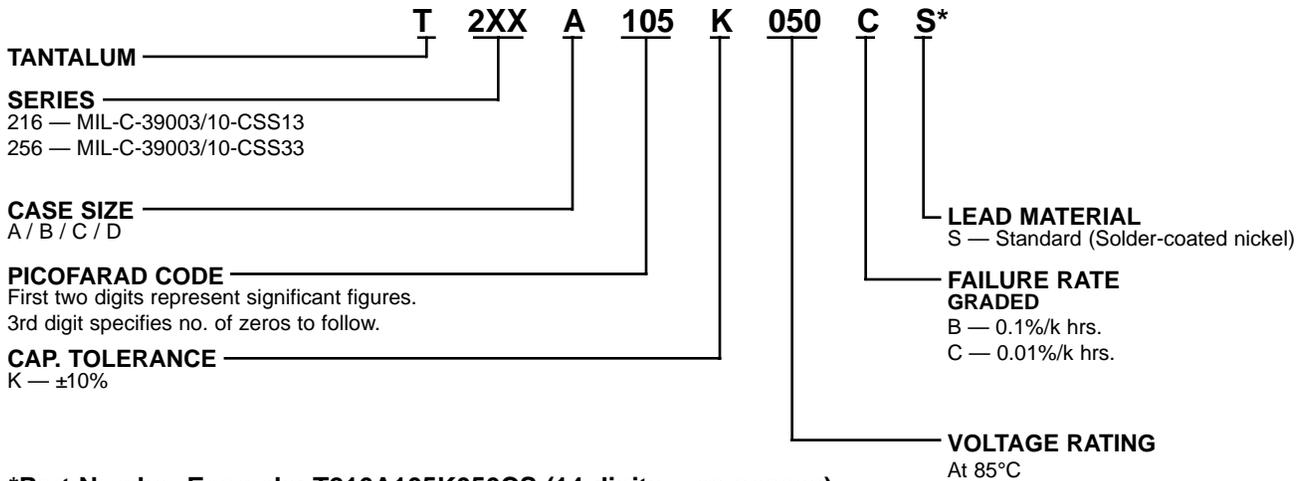 T 2XX A 105 K 050 C S*
TANTALUM
SERIES
216 — MIL-C-39003/10-CSS13
256 — MIL-C-39003/10-CSS33
CASE SIZE
A / B / C / D
PICOFARAD CODE
First two digits represent significant figures.
3rd digit specifies no. of zeros to follow.
CAP. TOLERANCE
K — ±10%
LEAD MATERIAL
S — Standard (Solder-coated nickel)
FAILURE RATE
GRADED
B — 0.1%/k hrs.
C — 0.01%/k hrs.
VOLTAGE RATING
At 85°C